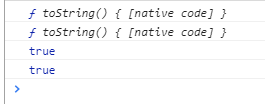 ƒ toString() { [native code] }
ƒ toString() { [native code] }
true
true
>